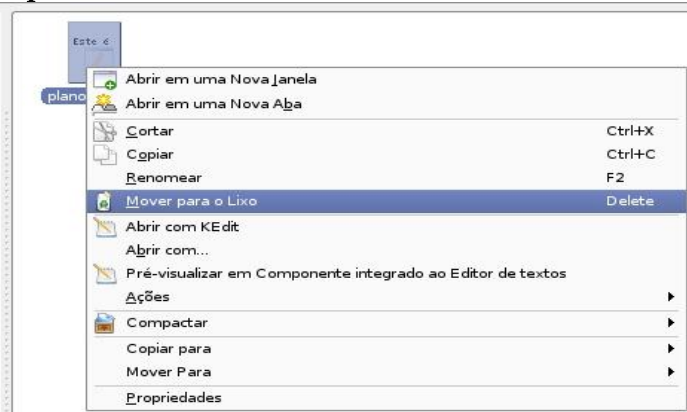 Este é
plano
Abrir em uma Nova Janela
Abrir em uma Nova Aba
Cortar Ctrl+X
Copiar Ctrl+C
Renomear F2
Mover para o Lixo Delete
Abrir com KEdit
Abrir com...
Pré-visualizar em Componente integrado ao Editor de textos
Ações
Compactar
Copiar para
Mover Para
Propriedades